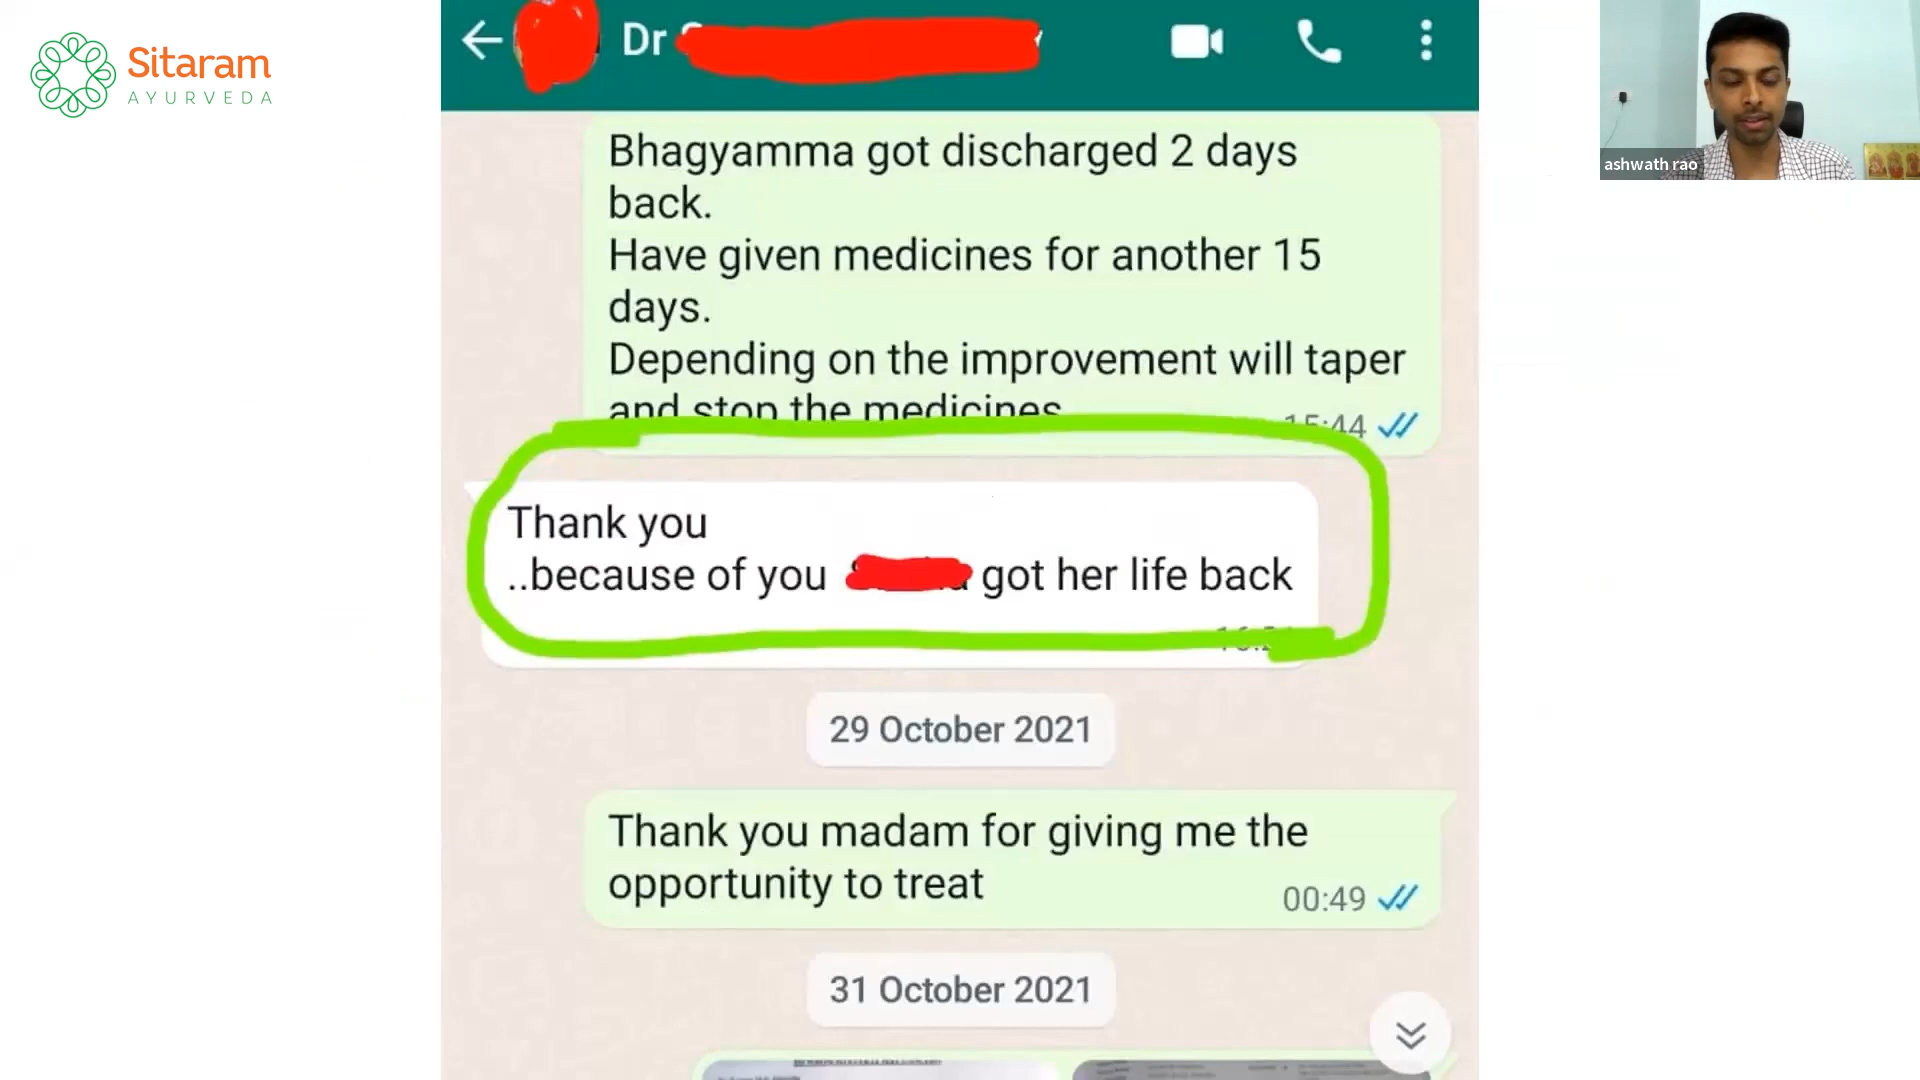 Sitaram
AYURVEDA
Dr
ashwath rao
Bhagyamma got discharged 2 days
back.
Have given medicines for another 15
days.
Depending on the improvement will taper
and stop the medicines
15:44
Thank you
..because of you got her life back
29 October 2021
Thank you madam for giving me the
opportunity to treat
00:49
31 October 2021